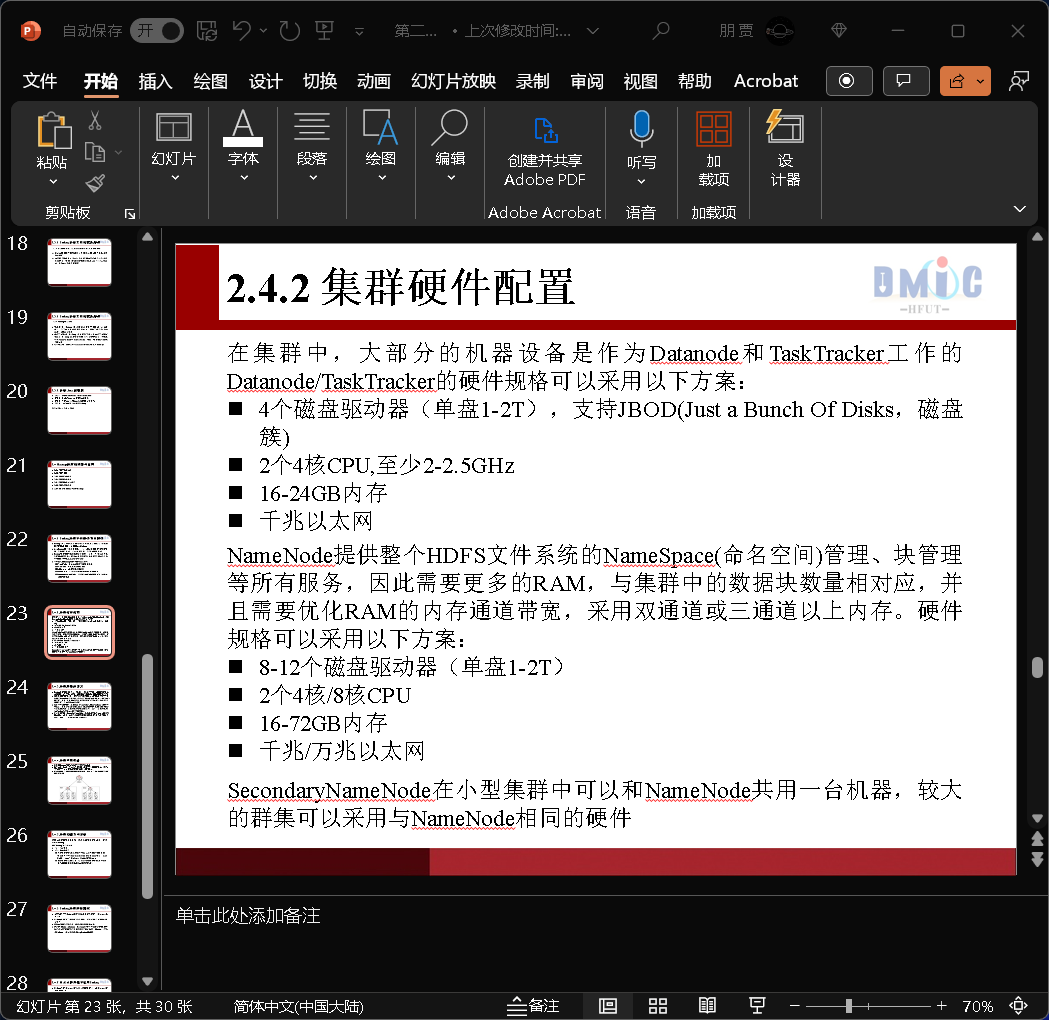 自动保存 开 第二... • 上次修改时间:... 朋 贾
文件 开始 插入 绘图 设计 切换 动画 幻灯片放映 录制 审阅 视图 帮助 Acrobat
粘贴 幻灯片 字体 段落 绘图 编辑 创建并共享 Adobe PDF 听写 加载项 设计器
剪贴板 Adobe Acrobat 语音 加载项
18
19
20
21
22
23
24
25
26
27
28
2.4.2 集群硬件配置
DMiC
HFUT
在集群中，大部分的机器设备是作为Datanode和TaskTracker工作的
Datanode/TaskTracker的硬件规格可以采用以下方案：
■ 4个磁盘驱动器（单盘1-2T），支持JBOD(Just a Bunch Of Disks，磁盘
簇)
■ 2个4核CPU,至少2-2.5GHz
■ 16-24GB内存
■ 千兆以太网
NameNode提供整个HDFS文件系统的NameSpace(命名空间)管理、块管理
等所有服务，因此需要更多的RAM，与集群中的数据块数量相对应，并
且需要优化RAM的内存通道带宽，采用双通道或三通道以上内存。硬件
规格可以采用以下方案：
■ 8-12个磁盘驱动器（单盘1-2T）
■ 2个4核/8核CPU
■ 16-72GB内存
■ 千兆/万兆以太网
SecondaryNameNode在小型集群中可以和NameNode共用一台机器，较大
的群集可以采用与NameNode相同的硬件
单击此处添加备注
幻灯片 第 23 张，共 30 张 简体中文(中国大陆) 备注 70%